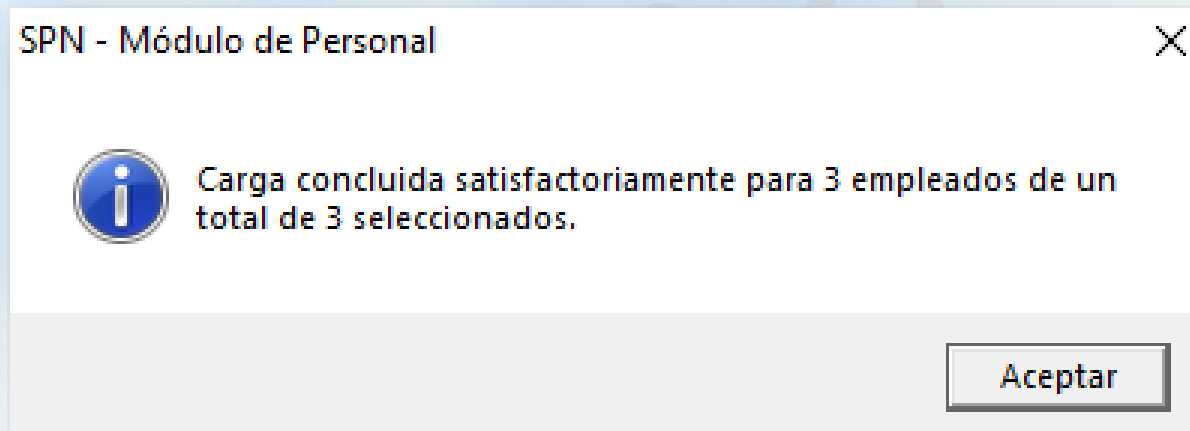 SPN - Módulo de Personal
Carga concluida satisfactoriamente para 3 empleados de un
total de 3 seleccionados.
Aceptar